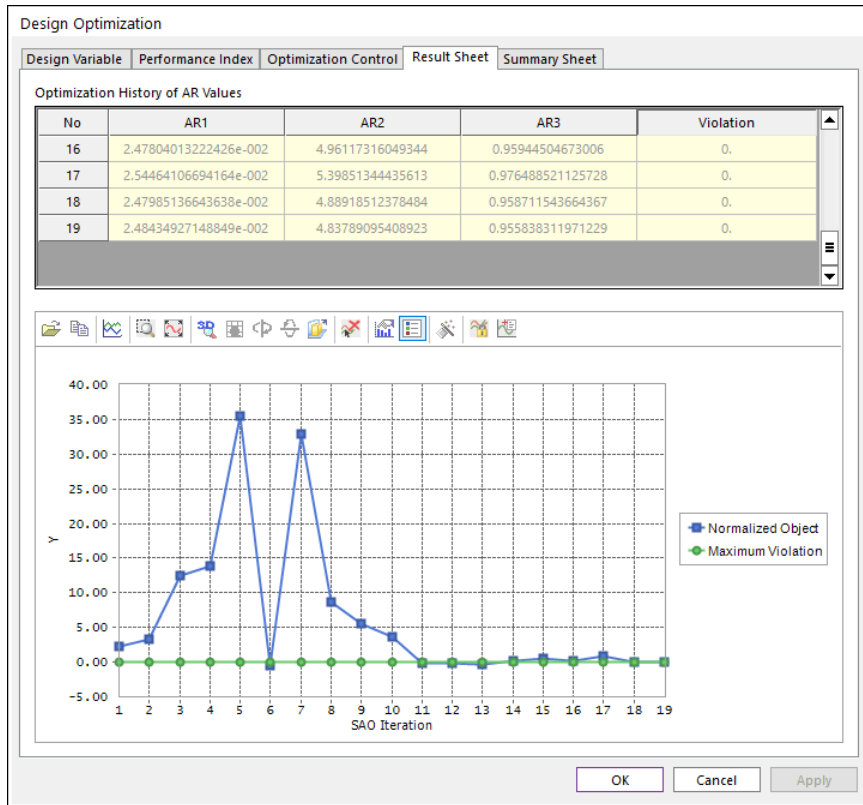 Design Optimization
Design Variable Performance Index Optimization Control Result Sheet Summary Sheet
Optimization History of AR Values
No AR1 AR2 AR3 Violation
16 2.47804013222426e-002 4.96117316049344 0.95944504673006 0.
17 2.54464106694164e-002 5.39851344435613 0.976488521125728 0.
18 2.47985136643638e-002 4.88918512378484 0.958711543664367 0.
19 2.48434927148849e-002 4.83789095408923 0.955838311971229 0.
3D
40.00
35.00
30.00
25.00
20.00
15.00
10.00
5.00
0.00
-5.00
Y
1 2 3 4 5 6 7 8 9 10 11 12 13 14 15 16 17 18 19
SAO Iteration
Normalized Object
Maximum Violation
OK Cancel Apply